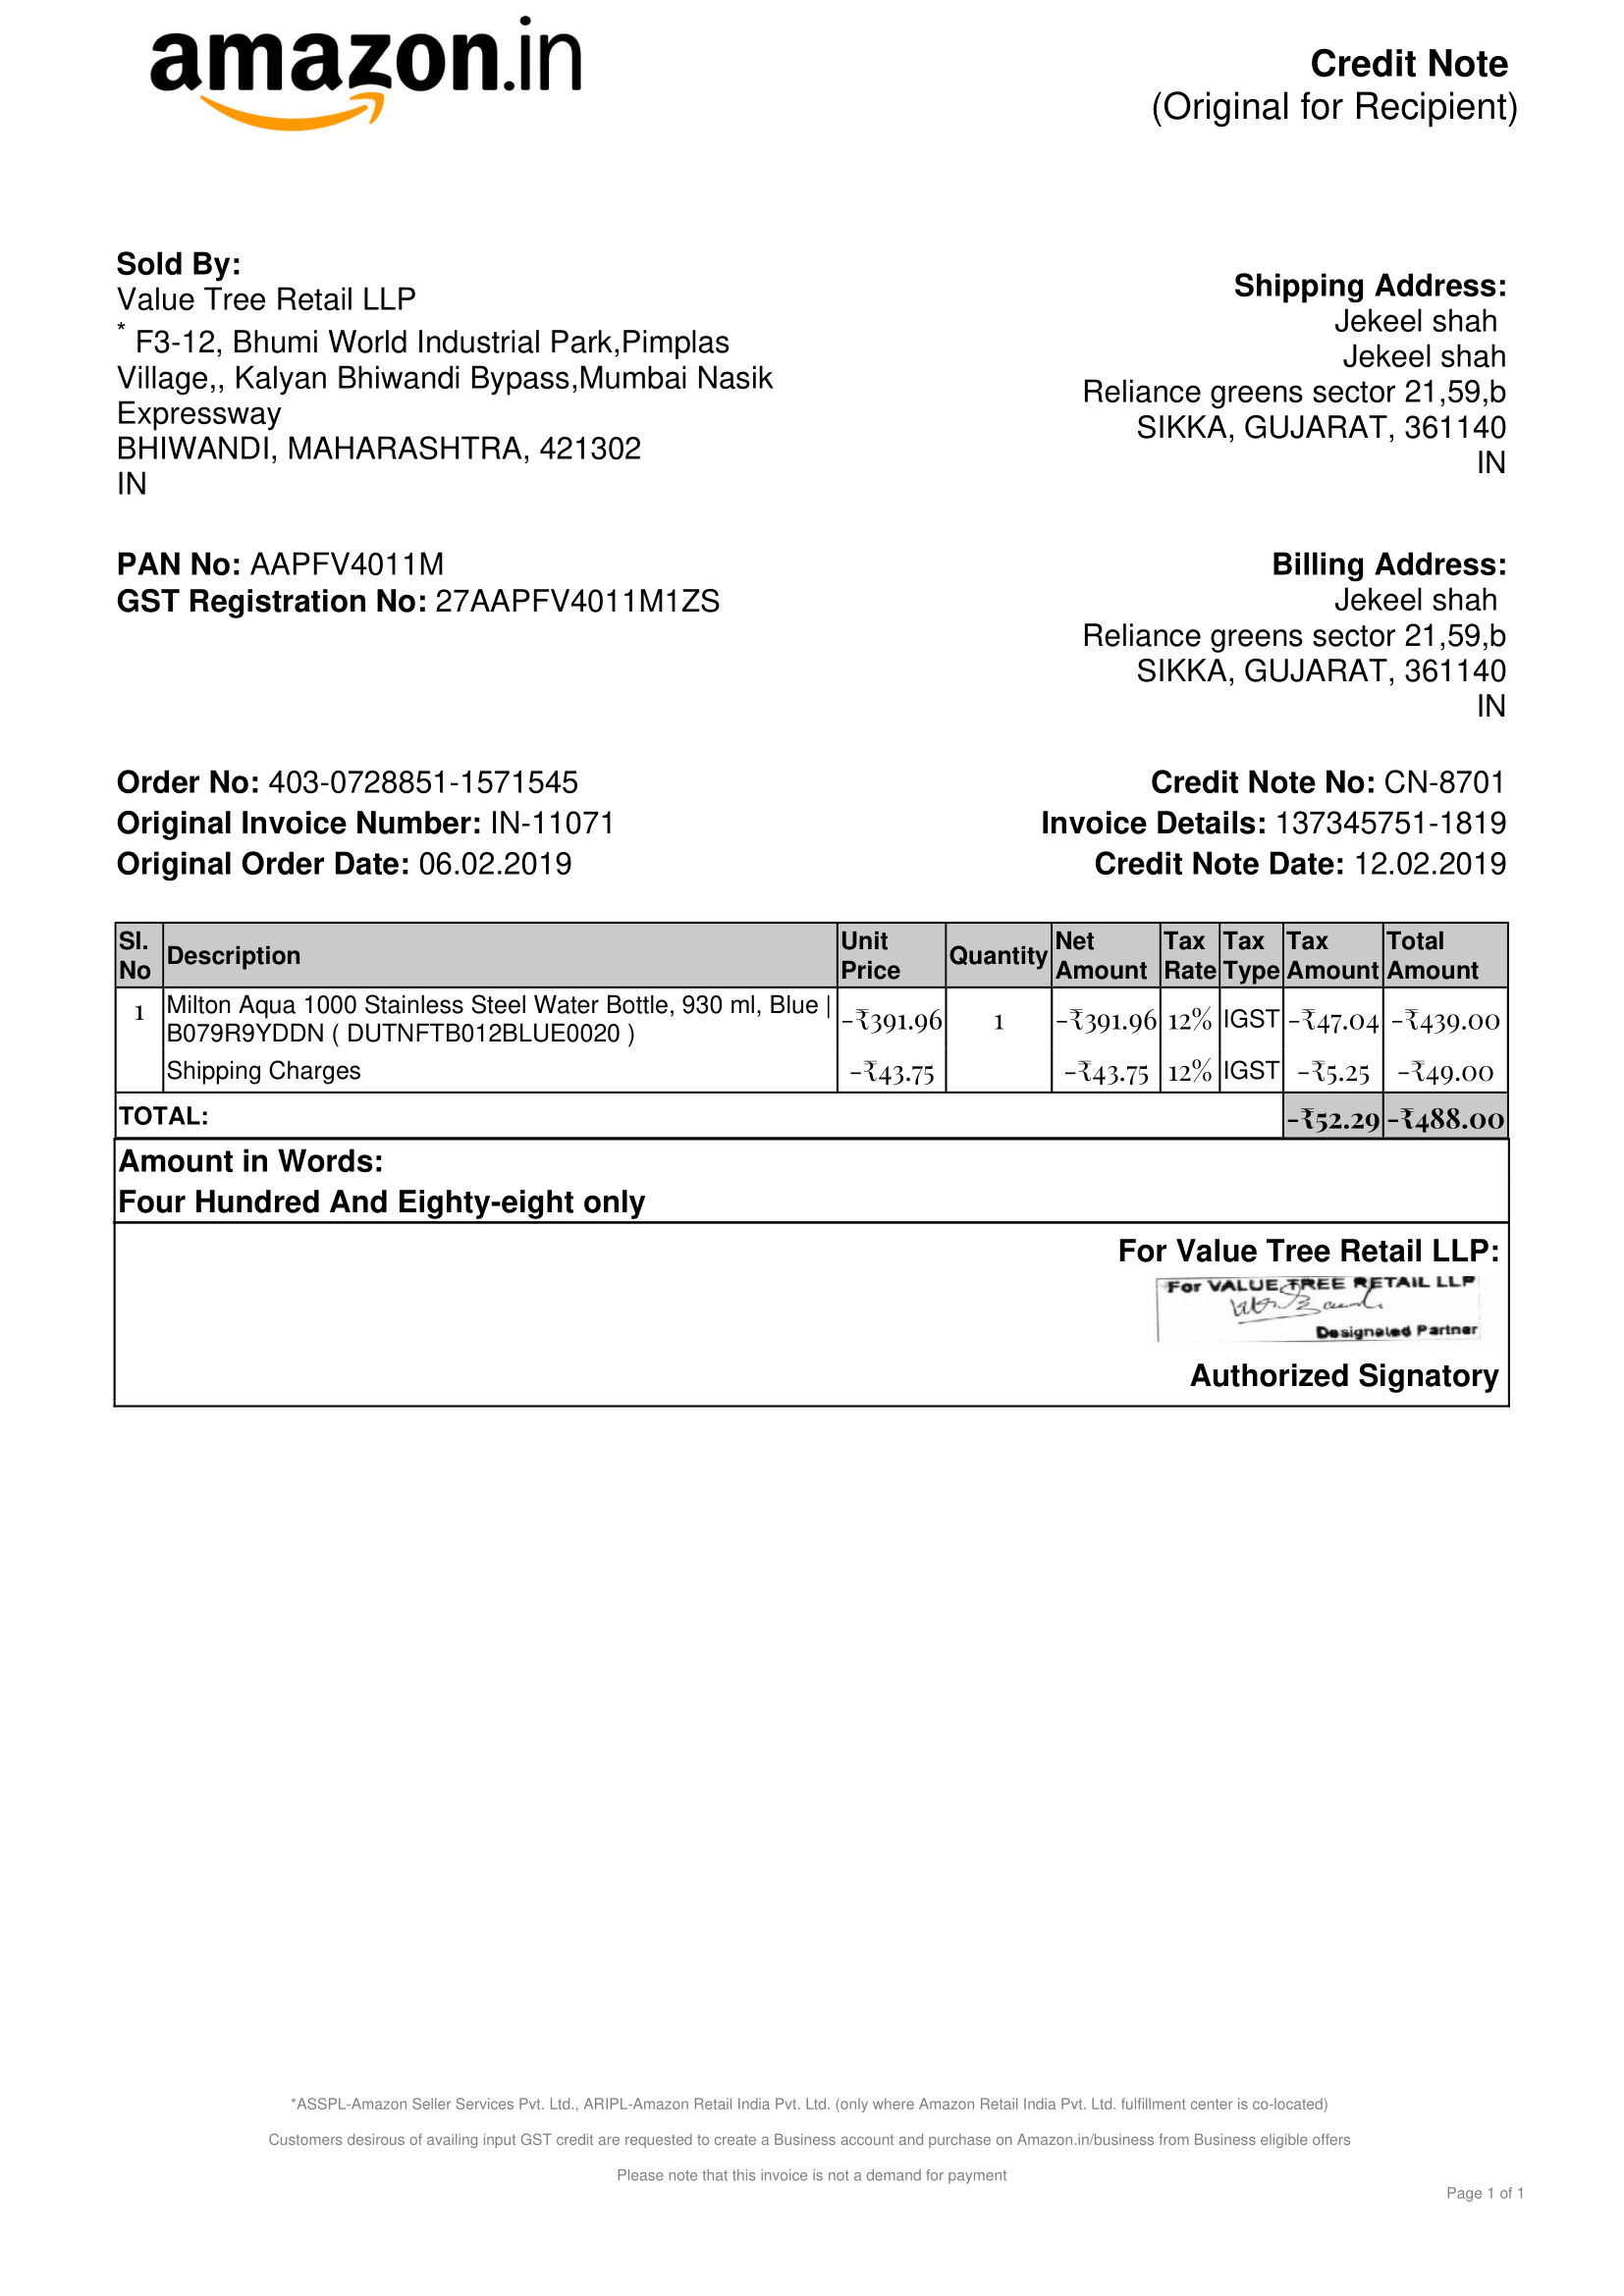 amazon.in
Credit Note
(Original for Recipient)
Sold By:
Value Tree Retail LLP
* F3-12, Bhumi World Industrial Park,Pimplas
Village,, Kalyan Bhiwandi Bypass,Mumbai Nasik
Expressway
BHIWANDI, MAHARASHTRA, 421302
IN
Shipping Address:
Jekeel shah
Jekeel shah
Reliance greens sector 21,59,b
SIKKA, GUJARAT, 361140
IN
PAN No: AAPFV4011M
GST Registration No: 27AAPFV4011M1ZS
Billing Address:
Jekeel shah
Reliance greens sector 21,59,b
SIKKA, GUJARAT, 361140
IN
Order No: 403-0728851-1571545
Original Invoice Number: IN-11071
Original Order Date: 06.02.2019
Credit Note No: CN-8701
Invoice Details: 137345751-1819
Credit Note Date: 12.02.2019
Sl. No Description Unit Price Quantity Net Amount Tax Rate Tax Type Tax Amount Total Amount
1 Milton Aqua 1000 Stainless Steel Water Bottle, 930 ml, Blue |
B079R9YDDN ( DUTNFTB012BLUE0020 ) -₹391.96 1 -₹391.96 12% IGST -₹47.04 -₹439.00
Shipping Charges -₹43.75 -₹43.75 12% IGST -₹5.25 -₹49.00
TOTAL: -₹52.29 -₹488.00
Amount in Words:
Four Hundred And Eighty-eight only
For Value Tree Retail LLP:
For VALUE TREE RETAIL LLP
Designated Partner
Authorized Signatory
*ASSPL-Amazon Seller Services Pvt. Ltd., ARIPL-Amazon Retail India Pvt. Ltd. (only where Amazon Retail India Pvt. Ltd. fulfillment center is co-located)
Customers desirous of availing input GST credit are requested to create a Business account and purchase on Amazon.in/business from Business eligible offers
Please note that this invoice is not a demand for payment
Page 1 of 1